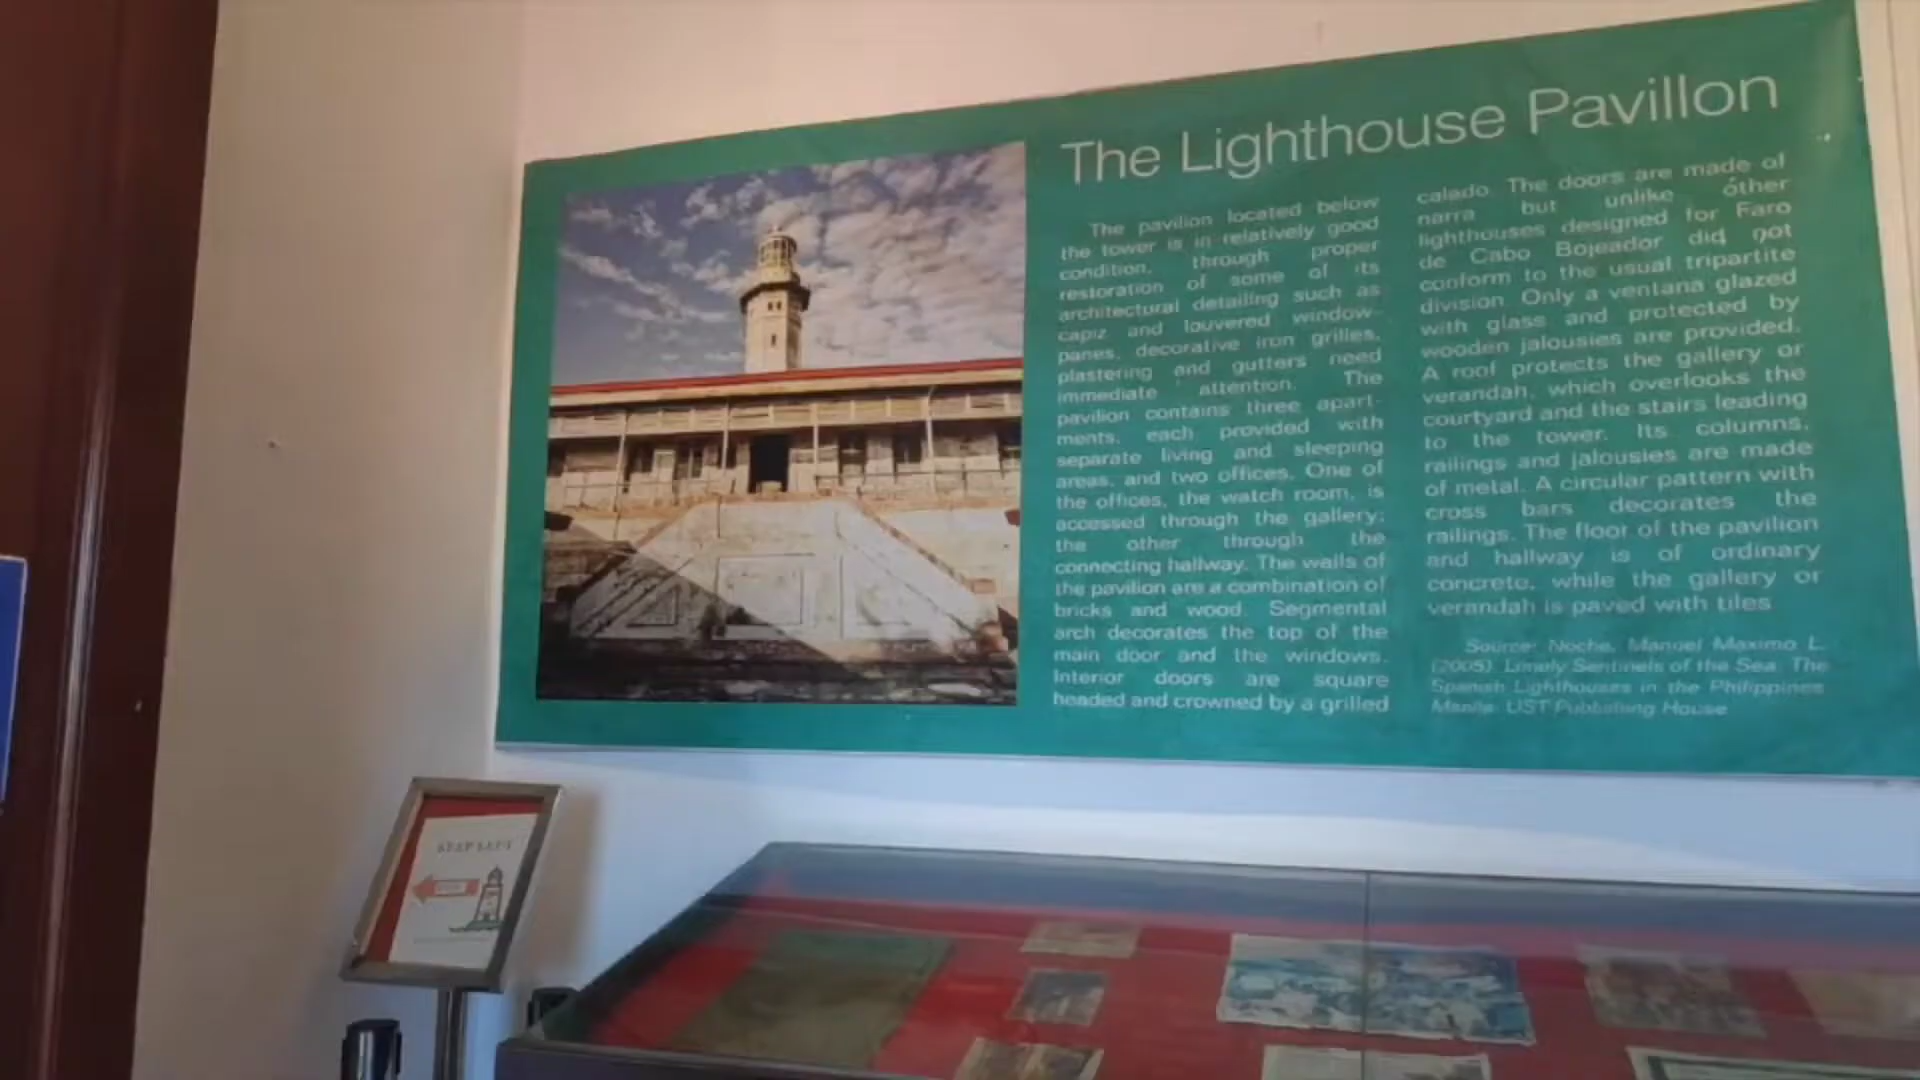 The Lighthouse Pavillon
The pavilion located below
the tower is in relatively good
condition, through proper
restoration of some of its
architectural detailing such as
capiz and louvered window-
panes, decorative iron grilles,
plastering and gutters need
immediate attention. The
pavilion contains three apart-
ments, each provided with
separate living and sleeping
areas, and two offices. One of
the offices, the watch room, is
accessed through the gallery;
the other through the
connecting hallway. The walls of
the pavilion are a combination of
bricks and wood. Segmental
arch decorates the top of the
main door and the windows.
Interior doors are square
headed and crowned by a grilled
calado. The doors are made of
narra but unlike other
lighthouses designed for Faro
de Cabo Bojeador did not
conform to the usual tripartite
division. Only a ventana glazed
with glass and protected by
wooden jalousies are provided.
A roof protects the gallery or
verandah, which overlooks the
courtyard and the stairs leading
to the tower. Its columns,
railings and jalousies are made
of metal. A circular pattern with
cross bars decorates the
railings. The floor of the pavilion
and hallway is of ordinary
concrete, while the gallery or
verandah is paved with tiles
Source: Noche, Manuel Maximo L.
(2005). Lonely Sentinels of the Sea: The
Spanish Lighthouses in the Philippines
Manila: UST Publishing House
KEEP LEFT